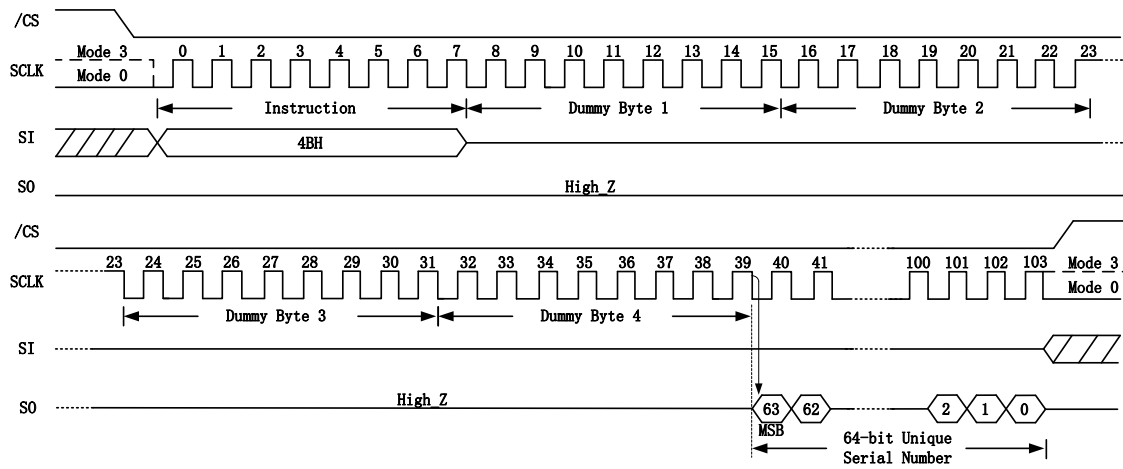 /CS
Mode 3 0 1 2 3 4 5 6 7 8 9 10 11 12 13 14 15 16 17 18 19 20 21 22 23
SCLK
Mode 0
Instruction Dummy Byte 1 Dummy Byte 2
SI
4BH
SO
High_Z
/CS
23 24 25 26 27 28 29 30 31 32 33 34 35 36 37 38 39 40 41 100 101 102 103 Mode 3
SCLK
Mode 0
Dummy Byte 3 Dummy Byte 4
SI
High_Z
SO
63 62 2 1 0
MSB
64-bit Unique
Serial Number